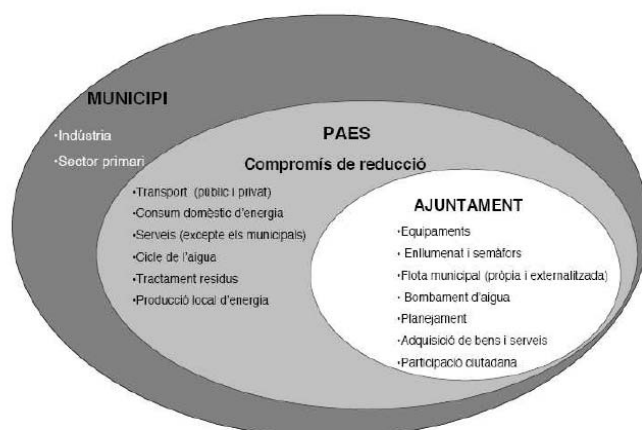 MUNICIPI
·Indústria
·Sector primari
PAES
Compromís de reducció
·Transport (públic i privat)
·Consum domèstic d'energia
·Serveis (excepte els municipals)
·Cicle de l'aigua
·Tractament residus
·Producció local d'energia
AJUNTAMENT
·Equipaments
·Enllumenat i semàfors
·Flota municipal (pròpia i externalitzada)
·Bombament d'aigua
·Planejament
·Adquisició de bens i serveis
·Participació ciutadana